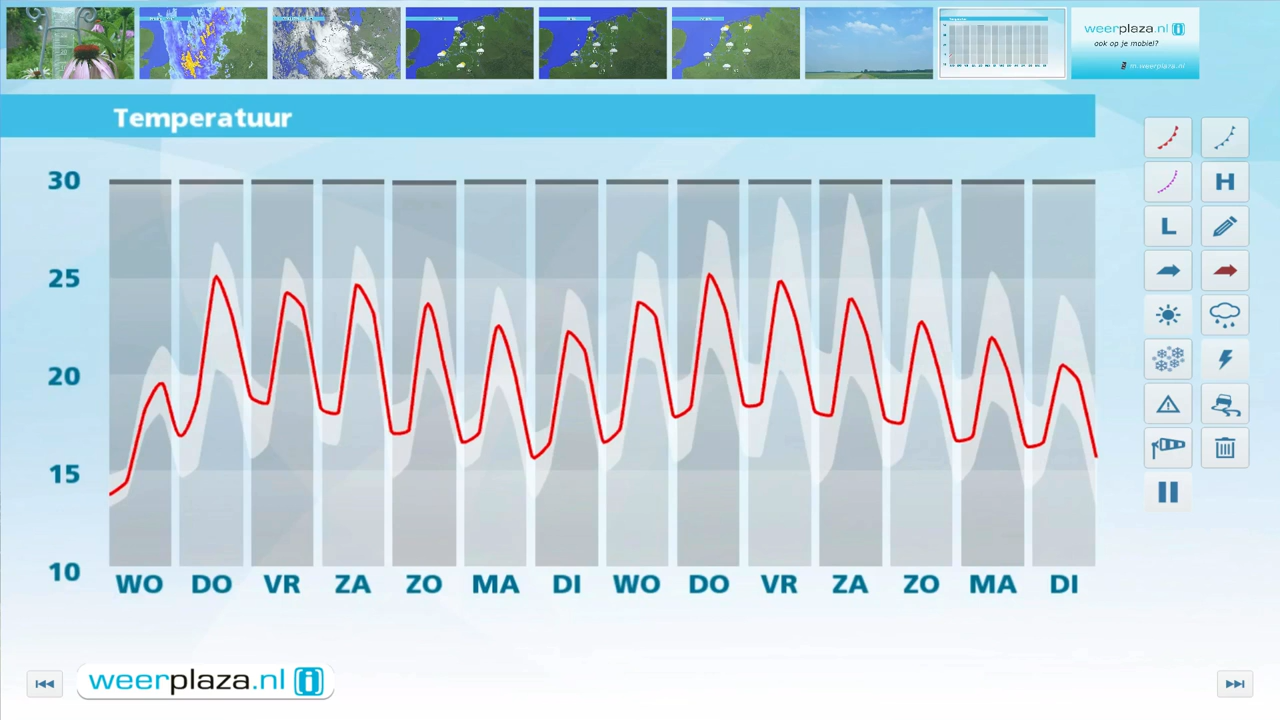 weerplaza.nl
ook op je mobiel?
m.weerplaza.nl
Temperatuur
30
25
20
15
10
WO DO VR ZA ZO MA DI WO DO VR ZA ZO MA DI
H
L
weerplaza.nl